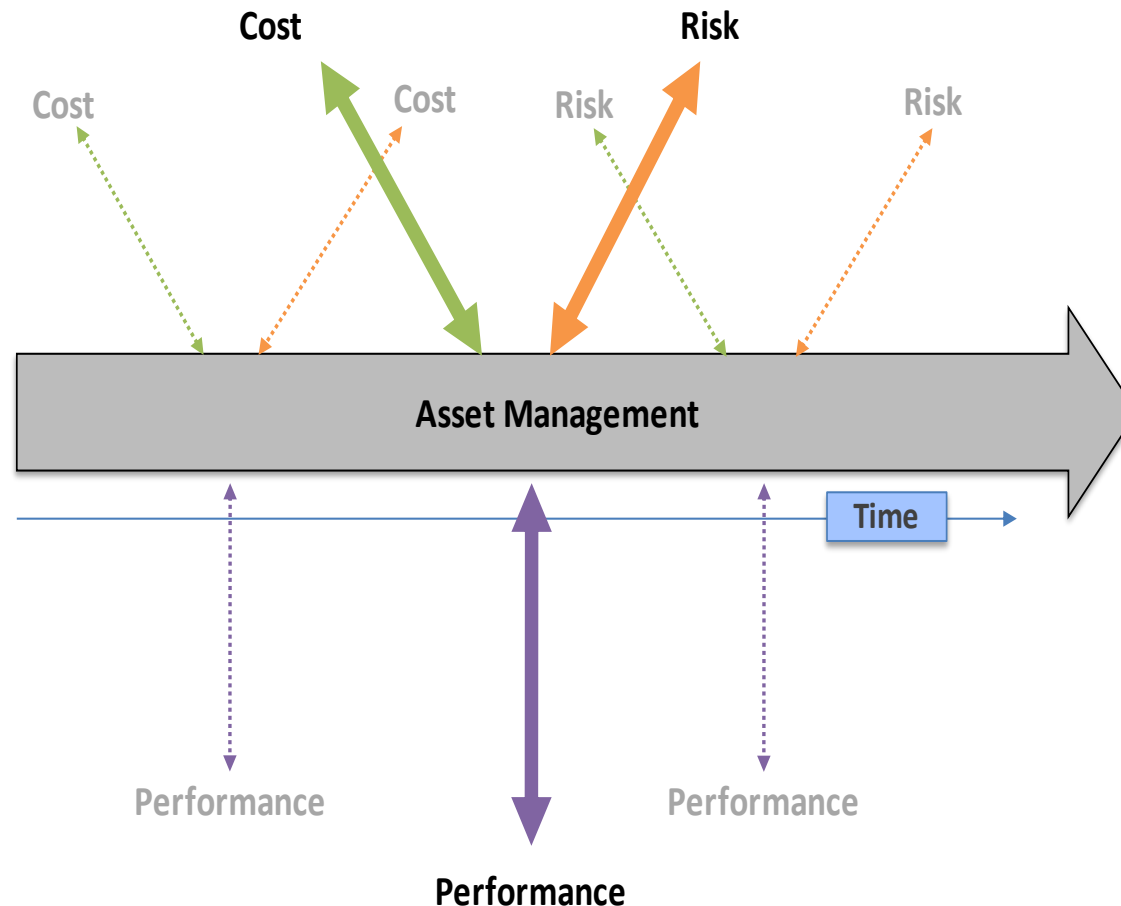 Cost
Risk
Cost
Cost
Risk
Risk
Asset Management
Time
Performance
Performance
Performance